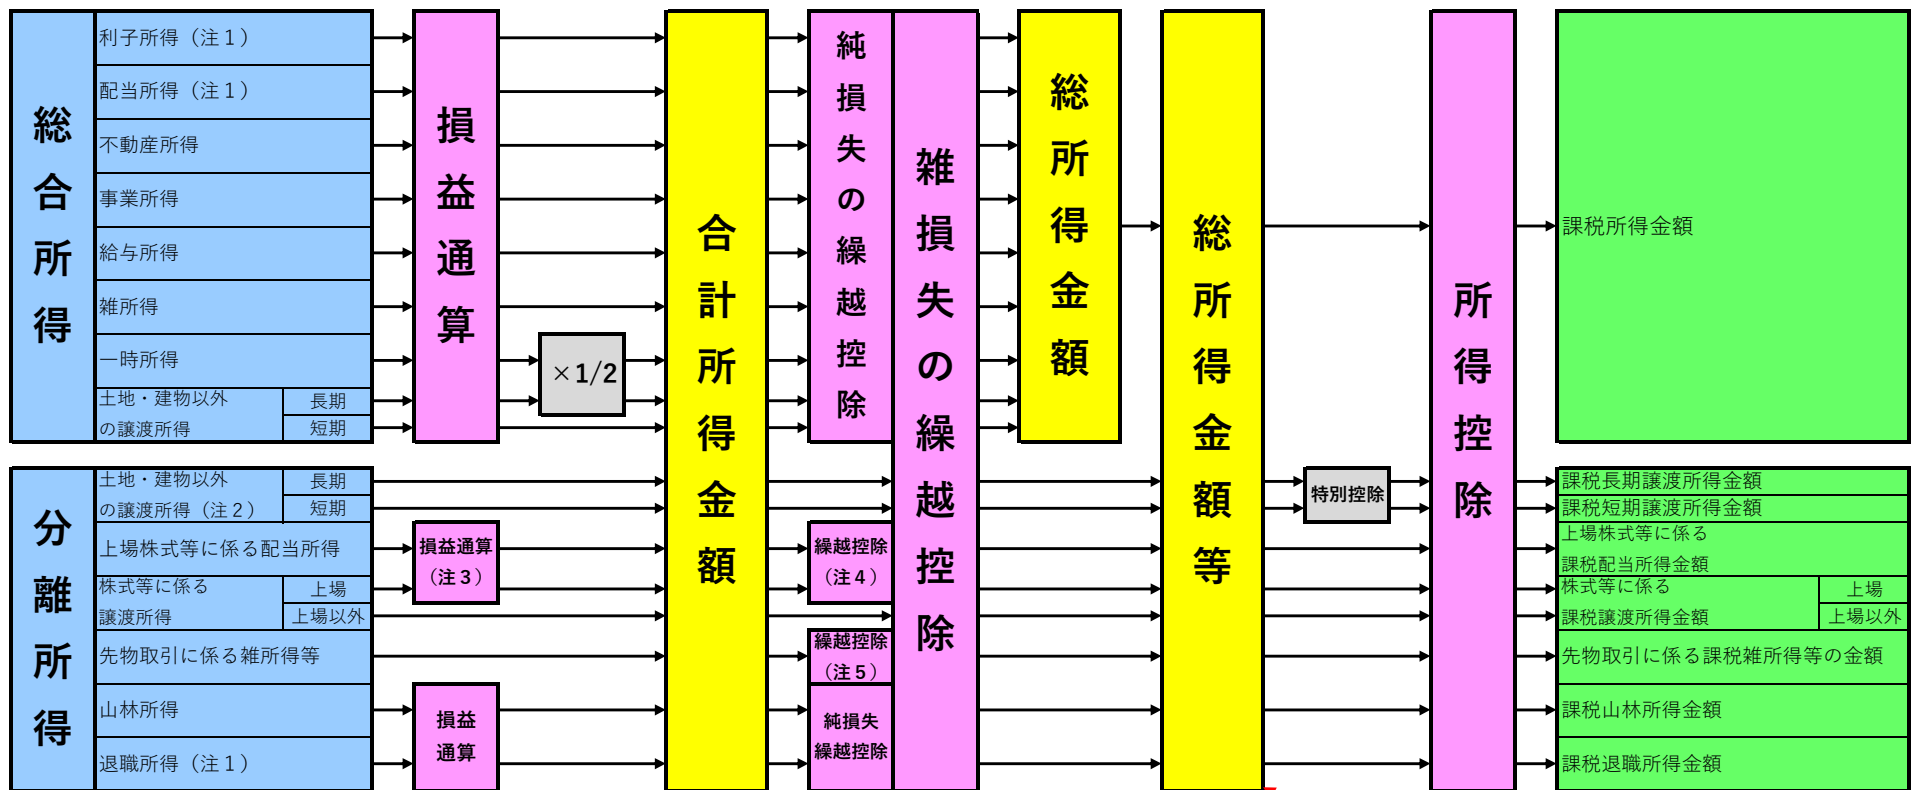 総合所得
利子所得（注１）
配当所得（注１）
不動産所得
事業所得
給与所得
雑所得
一時所得
土地・建物以外
の譲渡所得
長期
短期
損益通算
×1/2
合計所得金額
純損失の繰越控除
雑損失の繰越控除
総所得金額
総所得金額等
所得控除
課税所得金額
分離所得
土地・建物以外
の譲渡所得（注２）
長期
短期
上場株式等に係る配当所得
株式等に係る
譲渡所得
上場
上場以外
先物取引に係る雑所得等
山林所得
退職所得（注１）
損益通算
（注３）
損益
通算
繰越控除
（注４）
繰越控除
（注５）
純損失
繰越控除
特別控除
課税長期譲渡所得金額
課税短期譲渡所得金額
上場株式等に係る
課税配当所得金額
株式等に係る
課税譲渡所得金額
上場
上場以外
先物取引に係る課税雑所得等の金額
課税山林所得金額
課税退職所得金額